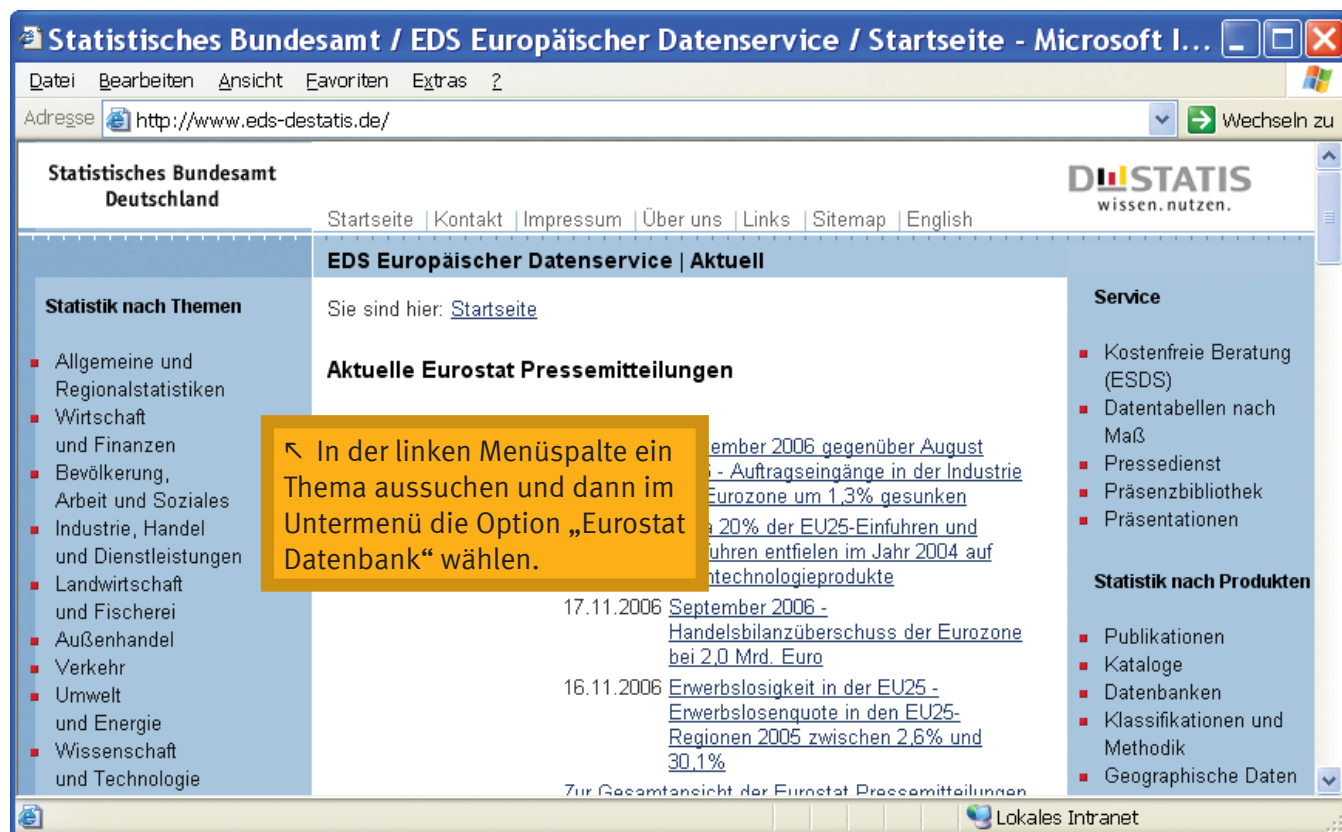 Statistisches Bundesamt / EDS Europäischer Datenservice / Startseite - Microsoft I...
Datei Bearbeiten Ansicht Favoriten Extras ?
Adresse http://www.eds-destatis.de/ Wechseln zu
Statistisches Bundesamt
Deutschland
DESTATIS
wissen.nutzen.
Startseite | Kontakt | Impressum | Über uns | Links | Sitemap | English
EDS Europäischer Datenservice | Aktuell
Statistik nach Themen
Allgemeine und
Regionalstatistiken
Wirtschaft
und Finanzen
Bevölkerung,
Arbeit und Soziales
Industrie, Handel
und Dienstleistungen
Landwirtschaft
und Fischerei
Außenhandel
Verkehr
Umwelt
und Energie
Wissenschaft
und Technologie
Sie sind hier: Startseite
Aktuelle Eurostat Pressemitteilungen
↖ In der linken Menüspalte ein
Thema aussuchen und dann im
Untermenü die Option „Eurostat
Datenbank“ wählen.
2006 gegenüber August
- Auftragseingänge in der Industrie
Eurozone um 1,3% gesunken
20% der EU25-Einfuhren und
entfielen im Jahr 2004 auf
17.11.2006 September 2006 -
Handelsbilanzüberschuss der Eurozone
bei 2,0 Mrd. Euro
16.11.2006 Erwerbslosigkeit in der EU25 -
Erwerbslosenquote in den EU25-
Regionen 2005 zwischen 2,6% und
30,1%
Zur Gesamtansicht der Eurostat Pressemitteilungen
Service
Kostenfreie Beratung
(ESDS)
Datentabellen nach
Maß
Pressedienst
Präsenzbibliothek
Präsentationen
Statistik nach Produkten
Publikationen
Kataloge
Datenbanken
Klassifikationen und
Methodik
Geographische Daten
Lokales Intranet